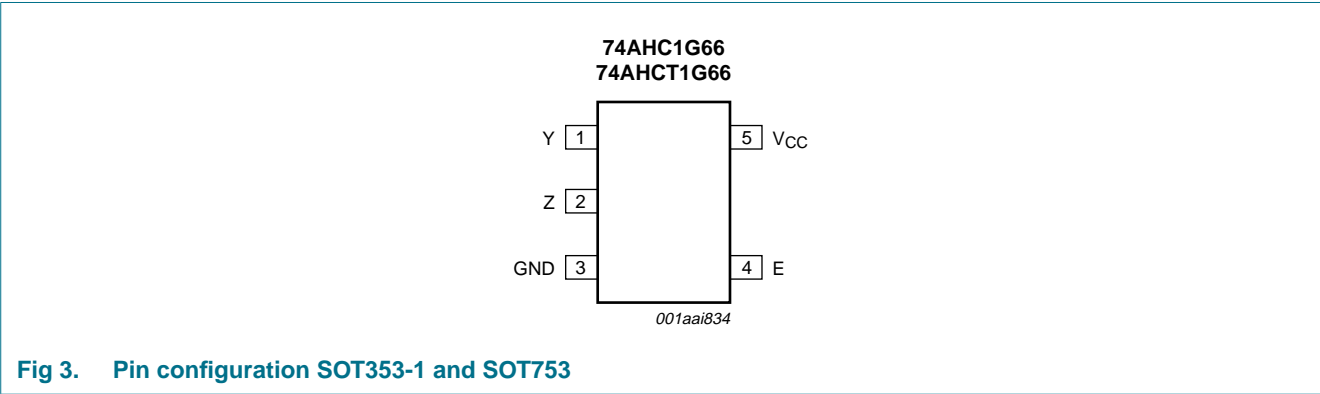 74AHC1G66
74AHCT1G66
Y 1
5 VCC
Z 2
GND 3
4 E
001aai834
Fig 3. Pin configuration SOT353-1 and SOT753